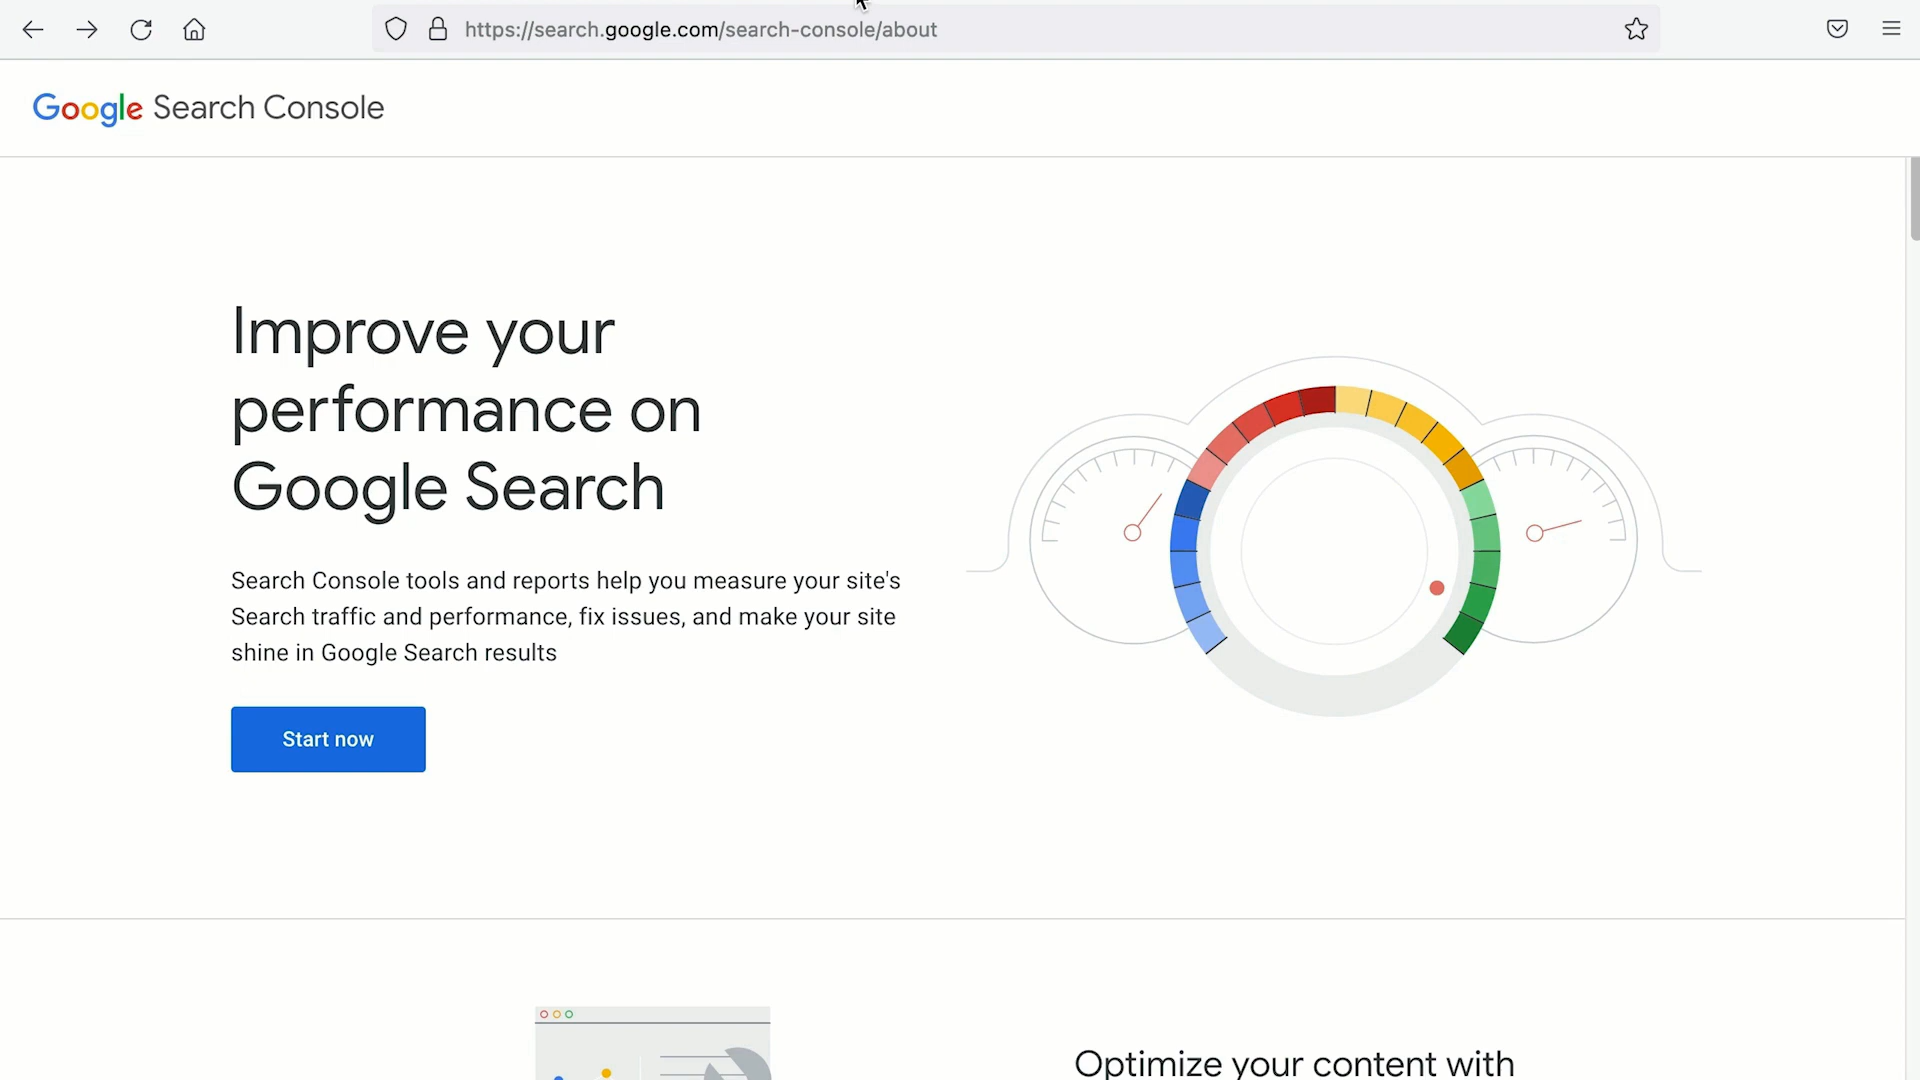 https://search.google.com/search-console/about
Google Search Console
Improve your
performance on
Google Search
Search Console tools and reports help you measure your site's
Search traffic and performance, fix issues, and make your site
shine in Google Search results
Start now
Optimize your content with